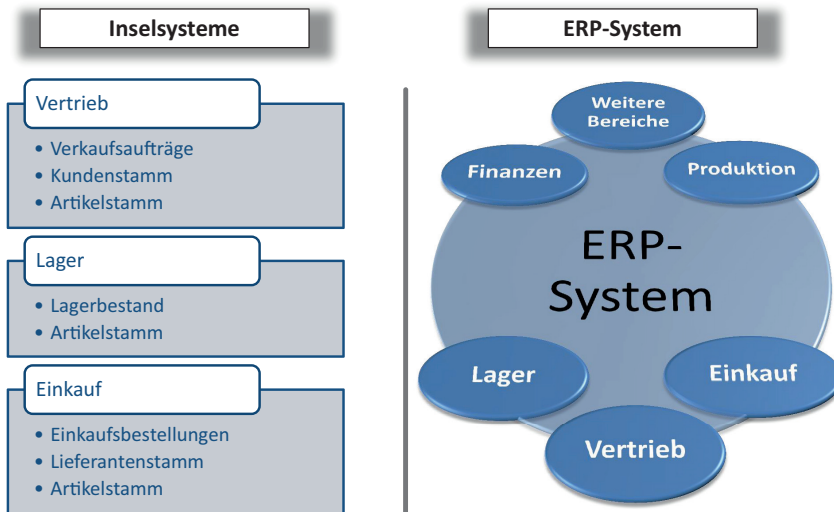 Inselsysteme
Vertrieb
• Verkaufsaufträge
• Kundenstamm
• Artikelstamm
Lager
• Lagerbestand
• Artikelstamm
Einkauf
• Einkaufsbestellungen
• Lieferantenstamm
• Artikelstamm
ERP-System
Weitere
Bereiche
Finanzen
Produktion
ERP-
System
Lager
Einkauf
Vertrieb